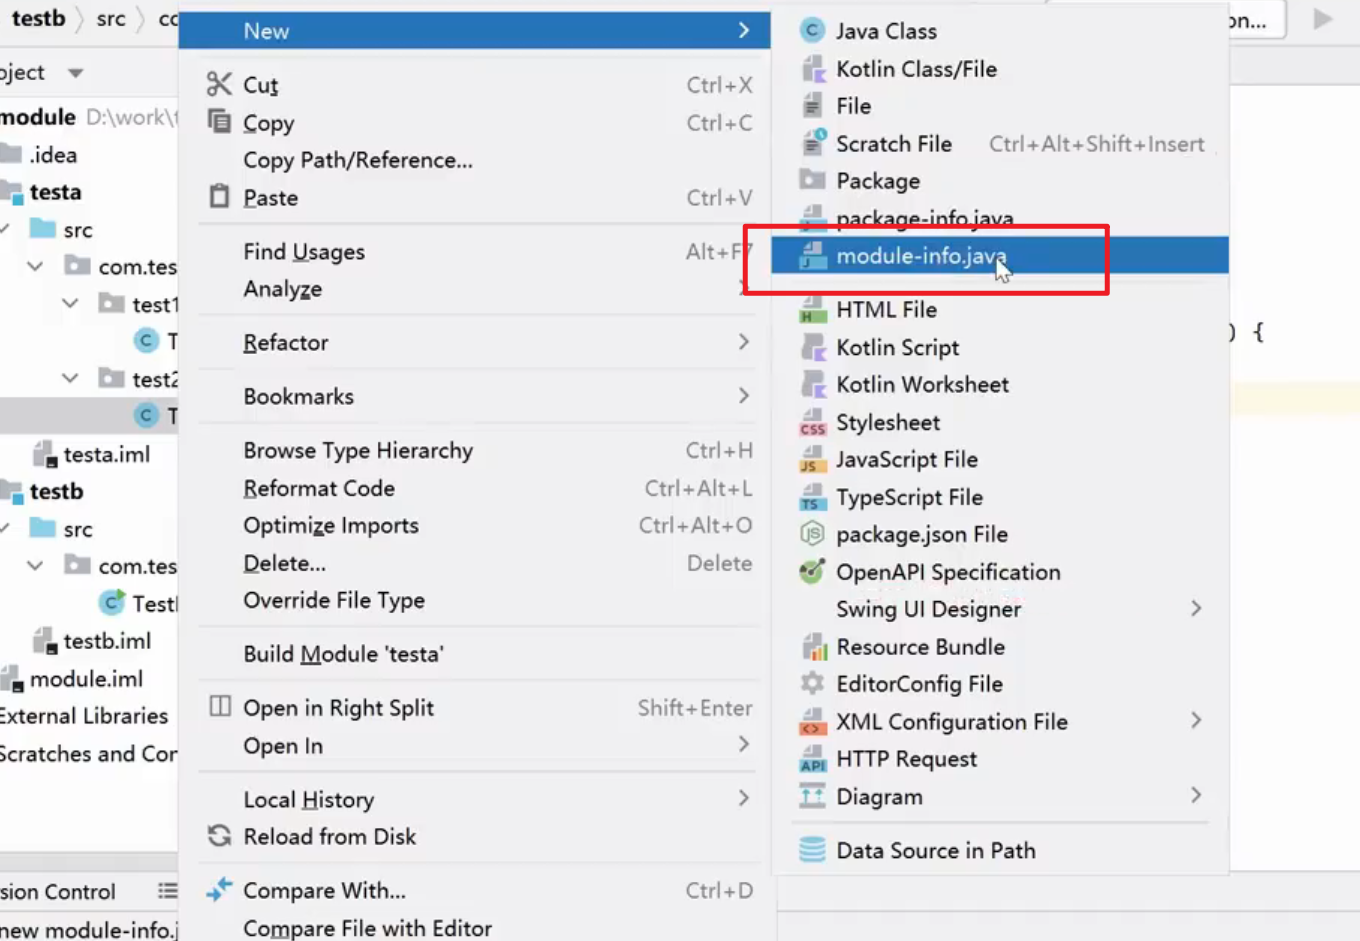 testb src
New
Java Class
Kotlin Class/File
File
Scratch File Ctrl+Alt+Shift+Insert
Package
package-info.java
module-info.java
HTML File
Kotlin Script
Kotlin Worksheet
Stylesheet
JavaScript File
TypeScript File
package.json File
OpenAPI Specification
Swing UI Designer
Resource Bundle
EditorConfig File
XML Configuration File
HTTP Request
Diagram
Data Source in Path
Cut Ctrl+X
Copy Ctrl+C
Copy Path/Reference...
Paste Ctrl+V
Find Usages Alt+F7
Analyze
Refactor
Bookmarks
Browse Type Hierarchy Ctrl+H
Reformat Code Ctrl+Alt+L
Optimize Imports Ctrl+Alt+O
Delete... Delete
Override File Type
Build Module 'testa'
Open in Right Split Shift+Enter
Open In
Local History
Reload from Disk
Compare With... Ctrl+D
Compare File with Editor
module D:\work\
.idea
testa
src
com.tes
test1
test2
testa.iml
testb
src
com.tes
Test
testb.iml
module.iml
External Libraries
Scratches and Con
sion Control
new module-info.j
) {
on...